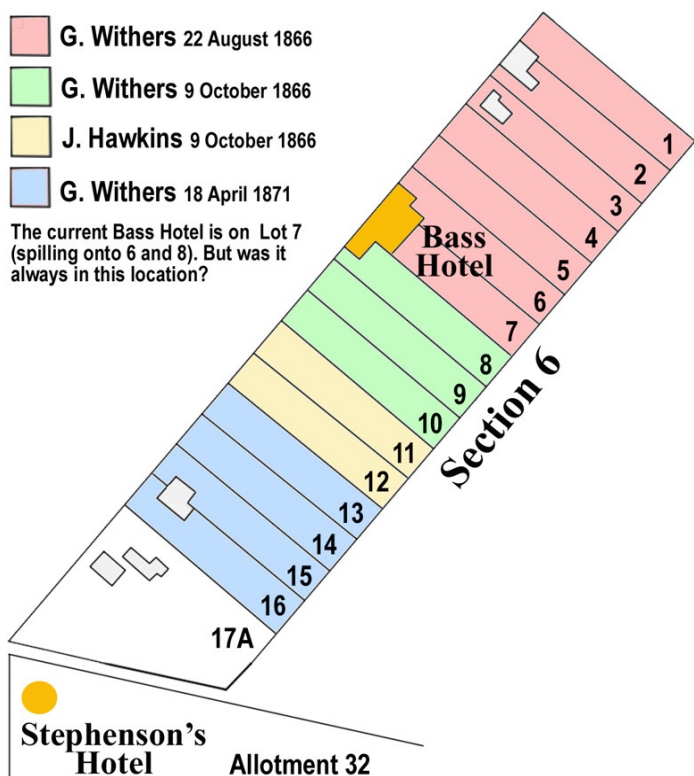 G. Withers 22 August 1866
G. Withers 9 October 1866
J. Hawkins 9 October 1866
G. Withers 18 April 1871
The current Bass Hotel is on Lot 7
(spilling onto 6 and 8). But was it
always in this location?
1
2
3
4
5
6
7
8
9
10
11
12
13
14
15
16
17A
Bass
Hotel
Section 6
Stephenson's
Hotel
Allotment 32